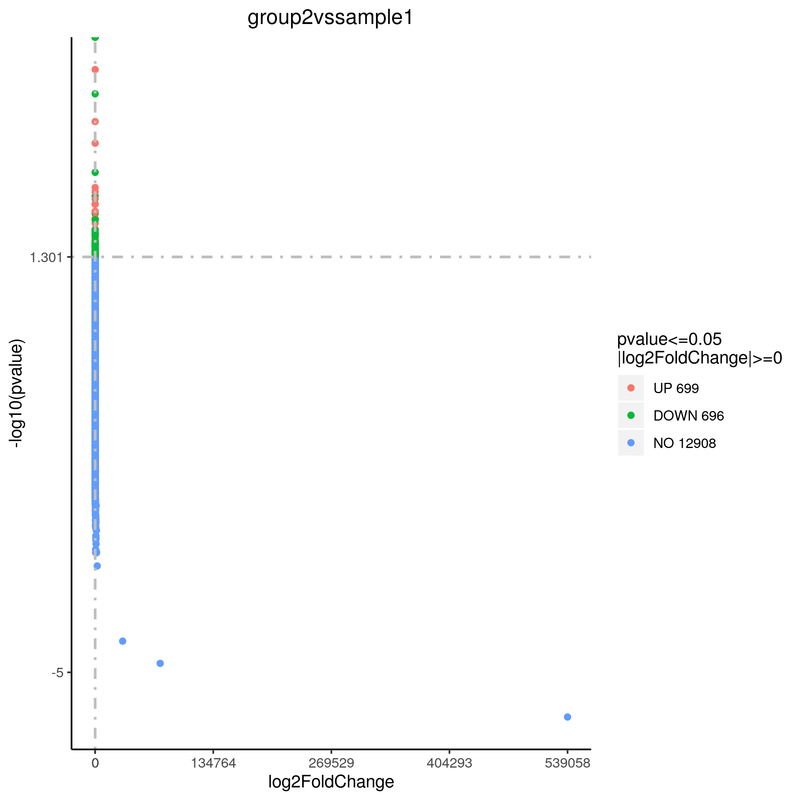 group2vssample1
1.301
-5
-log10(pvalue)
0
134764
269529
404293
539058
log2FoldChange
pvalue<=0.05
|log2FoldChange|>=0
UP 699
DOWN 696
NO 12908